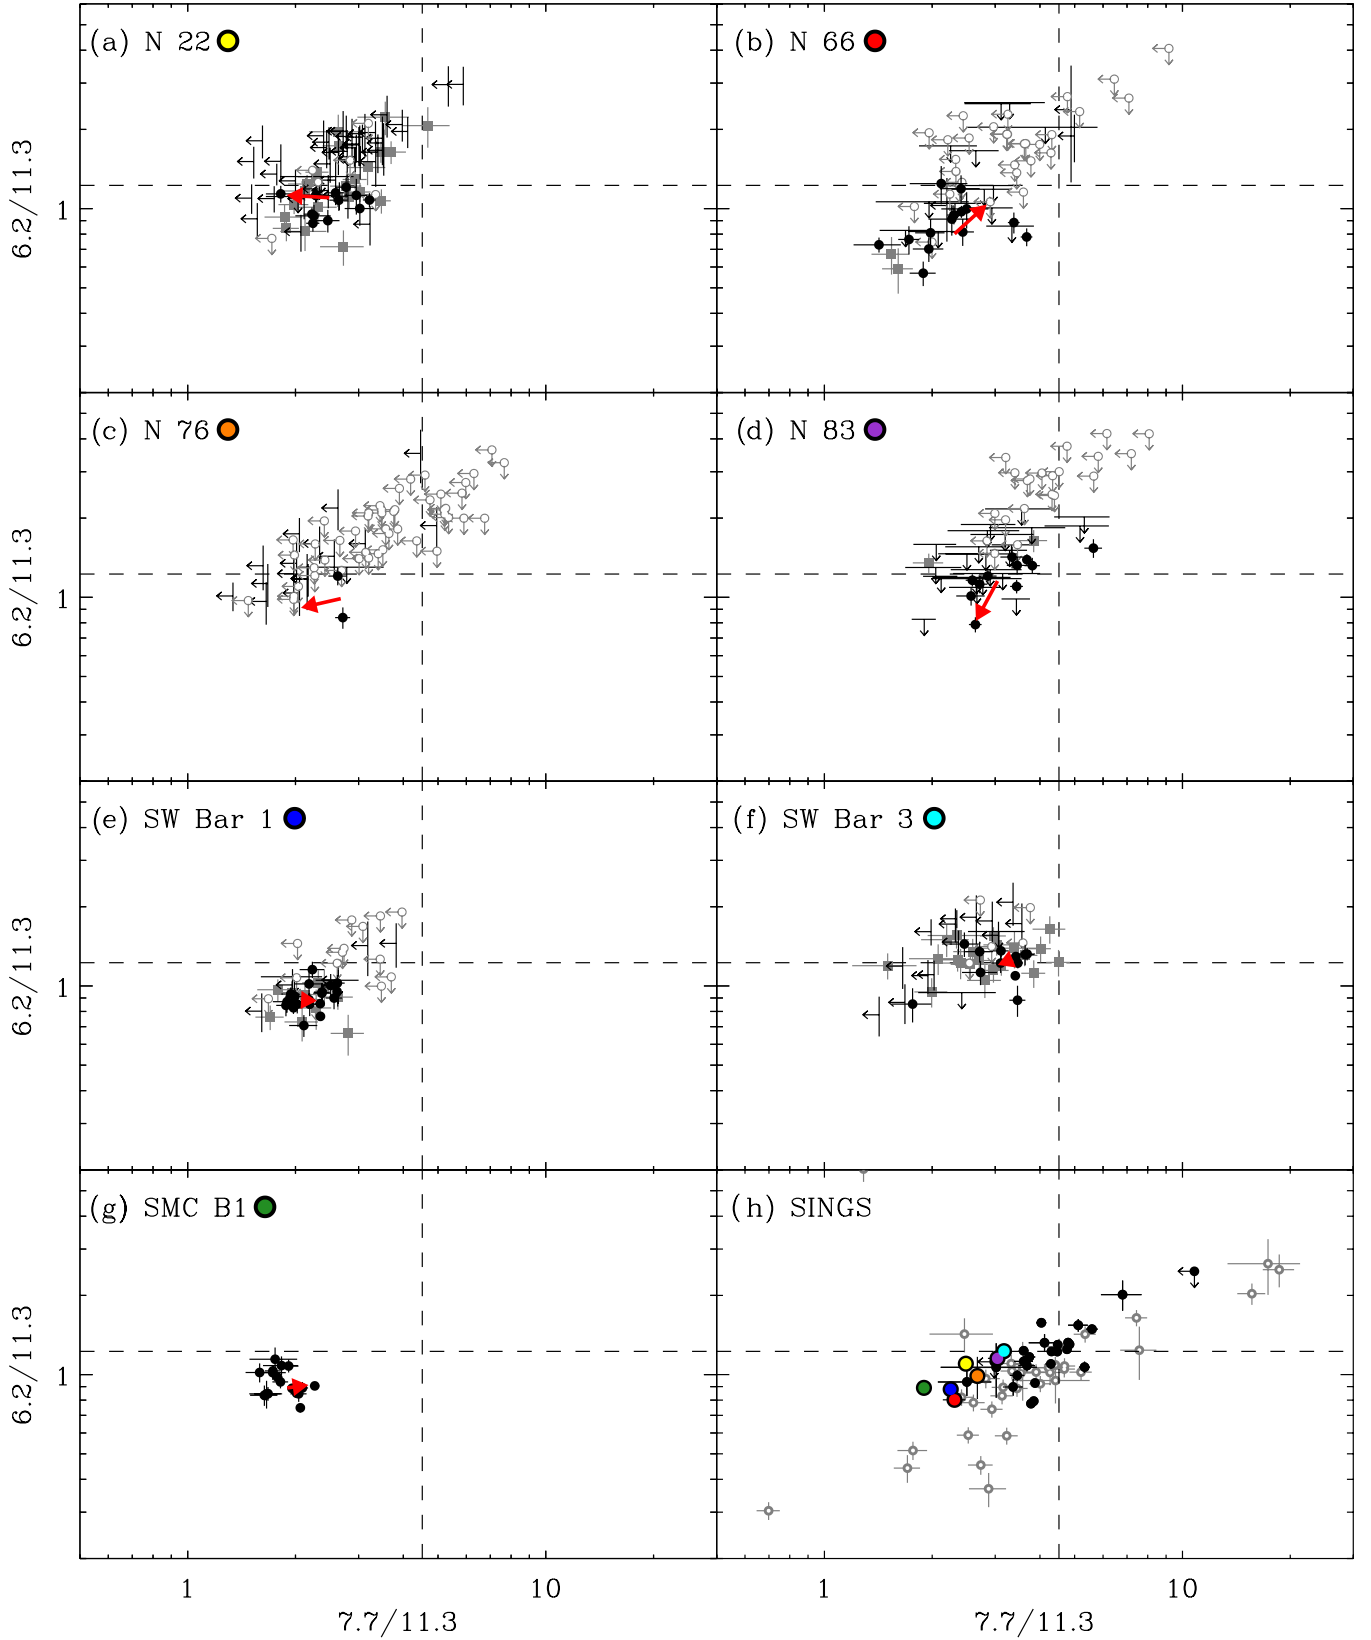 (a) N 22
(b) N 66
6.2/11.3
1
(c) N 76
(d) N 83
6.2/11.3
1
(e) SW Bar 1
(f) SW Bar 3
6.2/11.3
1
(g) SMC B1
(h) SINGS
6.2/11.3
1
1 10 1 10
7.7/11.3 7.7/11.3